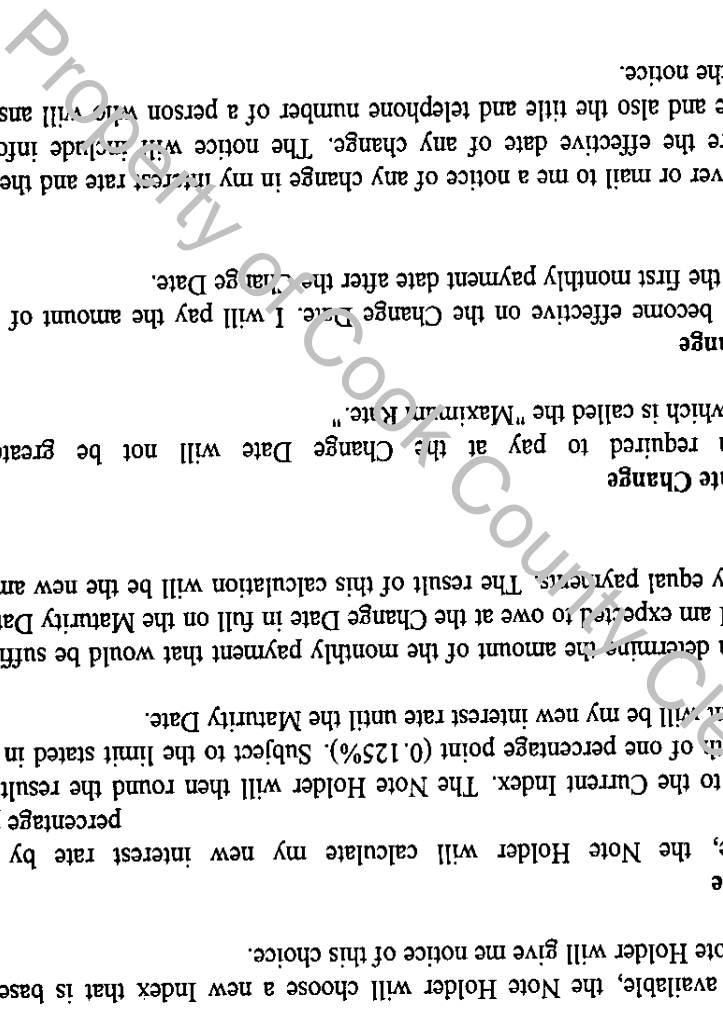 available, the Note Holder will choose a new Index that is base
ote Holder will give me notice of this choice.
e
e, the Note Holder will calculate my new interest rate by
percentage
to the Current Index. The Note Holder will then round the result
th of one percentage point (0.125%). Subject to the limit stated in
nt will be my new interest rate until the Maturity Date.
n determine the amount of the monthly payment that would be suffi
I am expected to owe at the Change Date in full on the Maturity Dat
y equal payments. The result of this calculation will be the new am
ate Change
n required to pay at the Change Date will not be greate
which is called the "Maximum Rate."
ange
become effective on the Change Date. I will pay the amount of
the first monthly payment date after the Change Date.
ver or mail to me a notice of any change in my interest rate and the
re the effective date of any change. The notice will include info
e and also the title and telephone number of a person who will ans
he notice.
Property of Cook County Cle